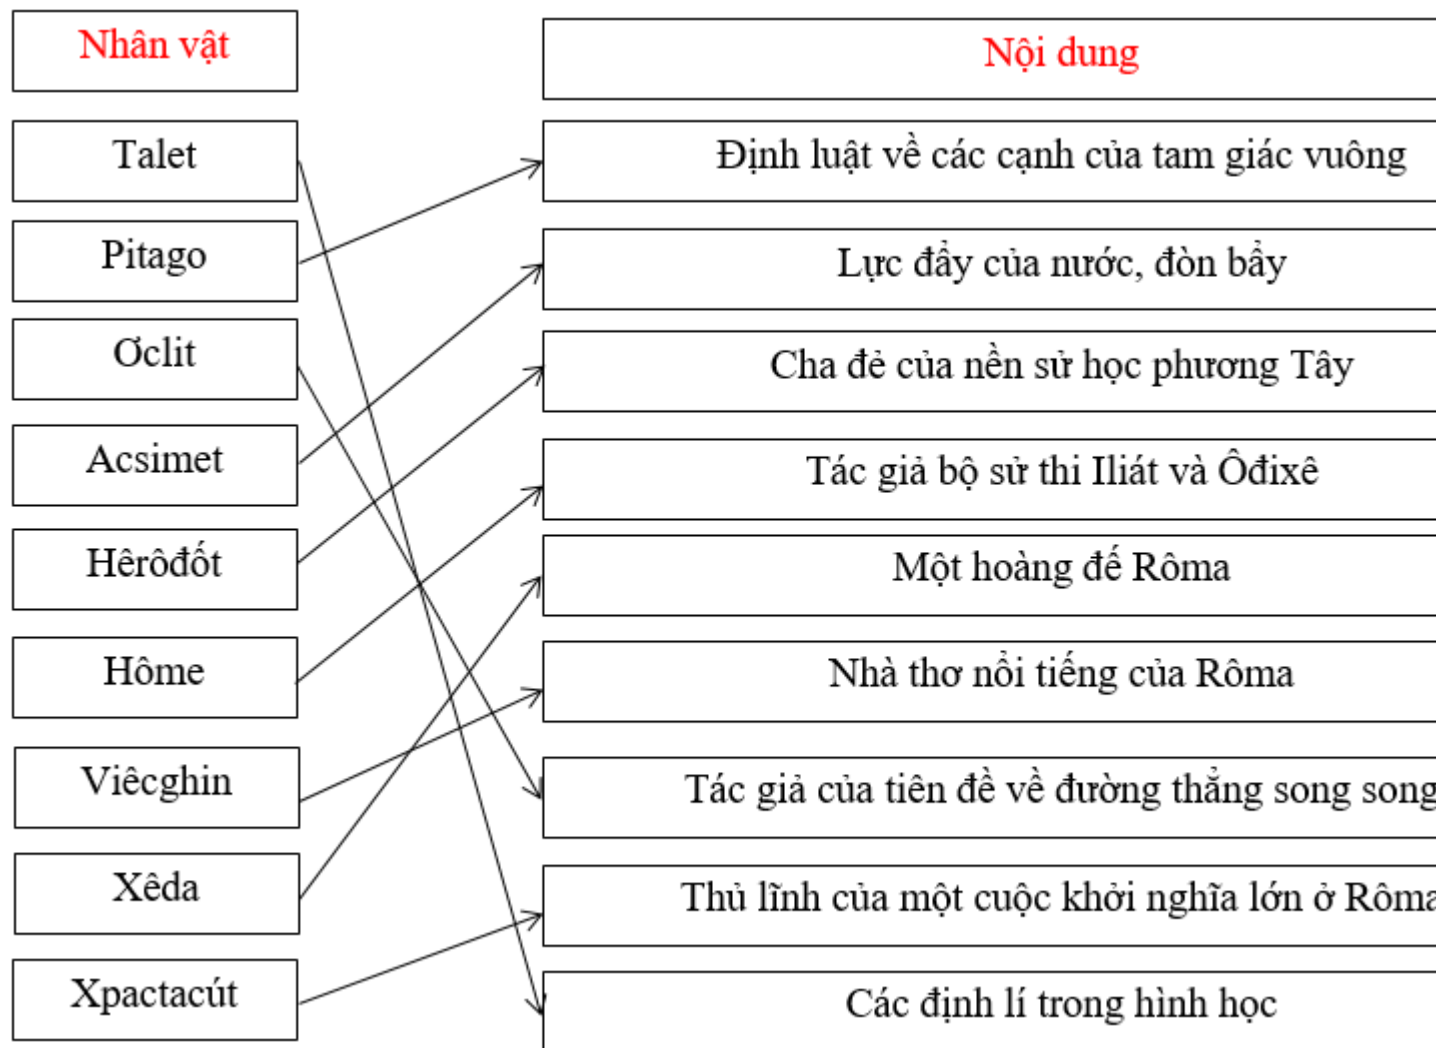 Nhân vật
Nội dung
Talet
Định luật về các cạnh của tam giác vuông
Pitago
Lực đẩy của nước, đòn bẩy
Ơclit
Cha đẻ của nền sử học phương Tây
Acsimet
Tác giả bộ sử thi Iliát và Ôđixê
Hêrôđốt
Một hoàng đế Rôma
Hôme
Nhà thơ nổi tiếng của Rôma
Viêcghin
Tác giả của tiên đề về đường thẳng song song
Xêda
Thủ lĩnh của một cuộc khởi nghĩa lớn ở Rôma
Xpactacút
Các định lí trong hình học